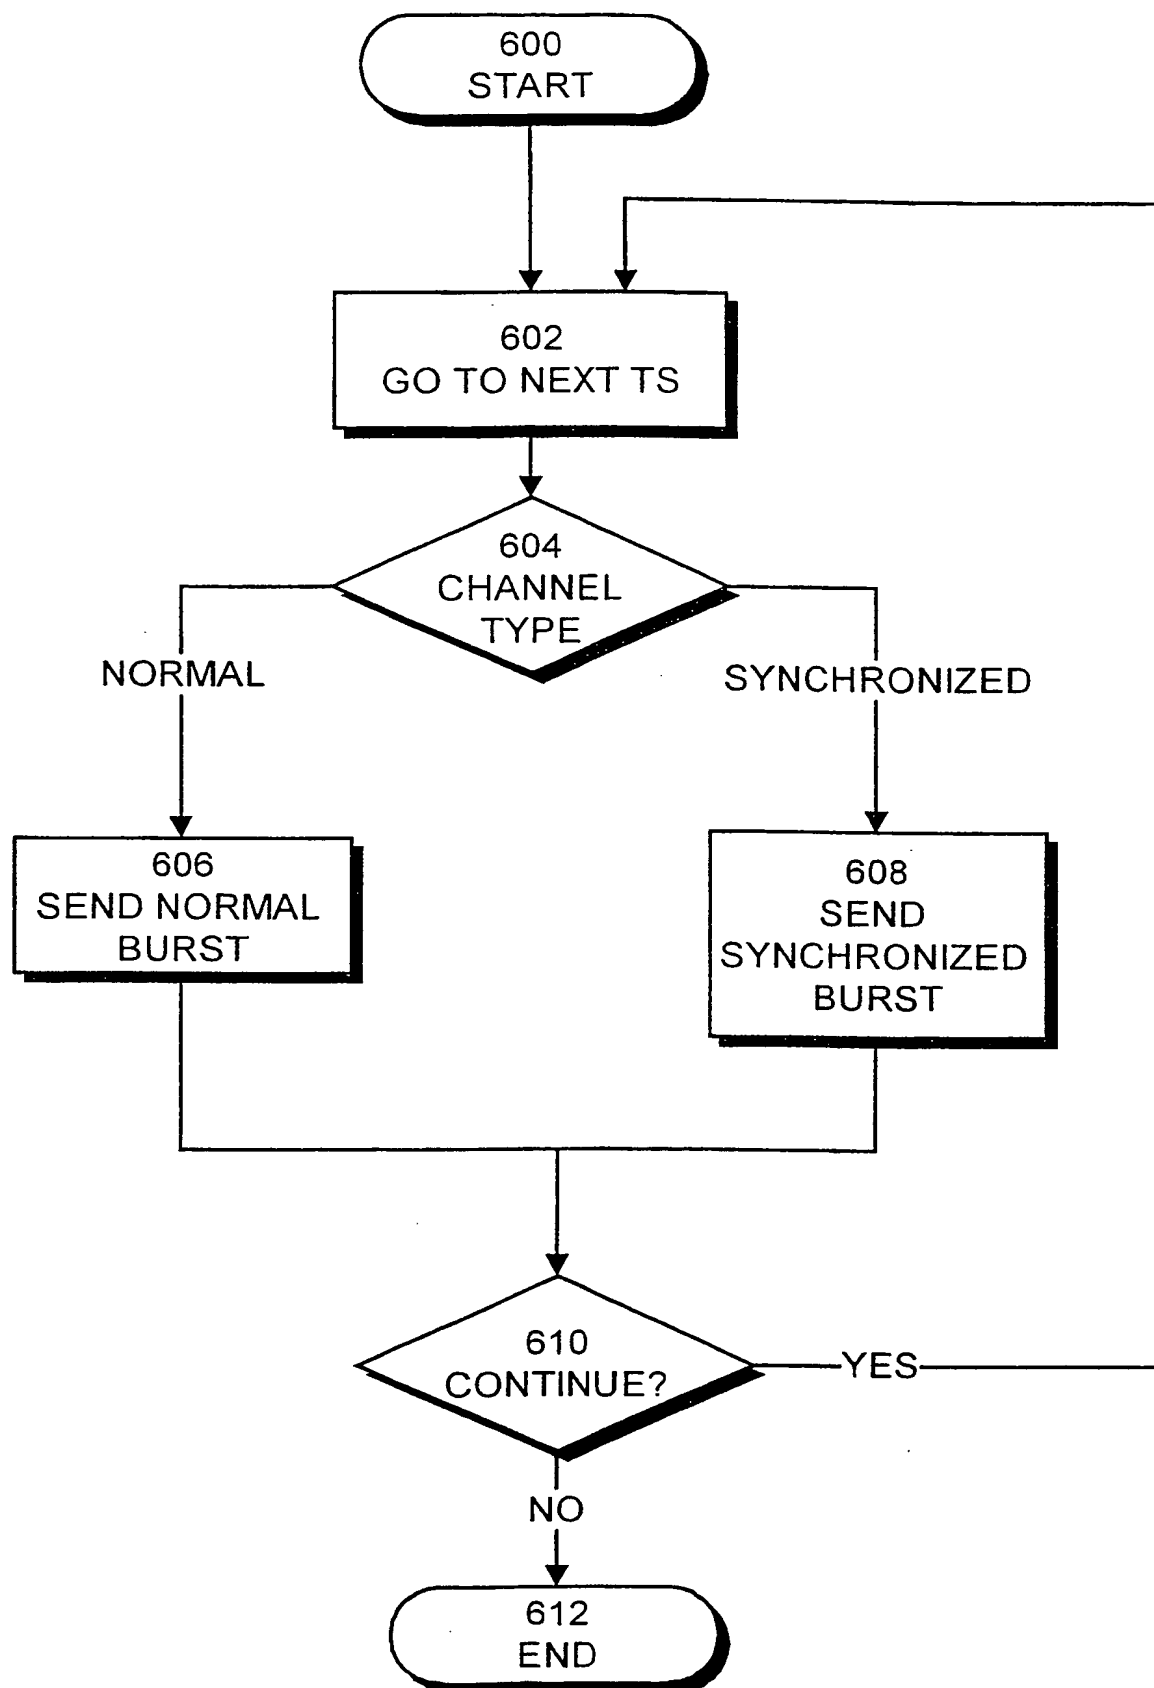 600
START
602
GO TO NEXT TS
604
CHANNEL
TYPE
NORMAL
SYNCHRONIZED
606
SEND NORMAL
BURST
608
SEND
SYNCHRONIZED
BURST
610
CONTINUE?
YES
NO
612
END